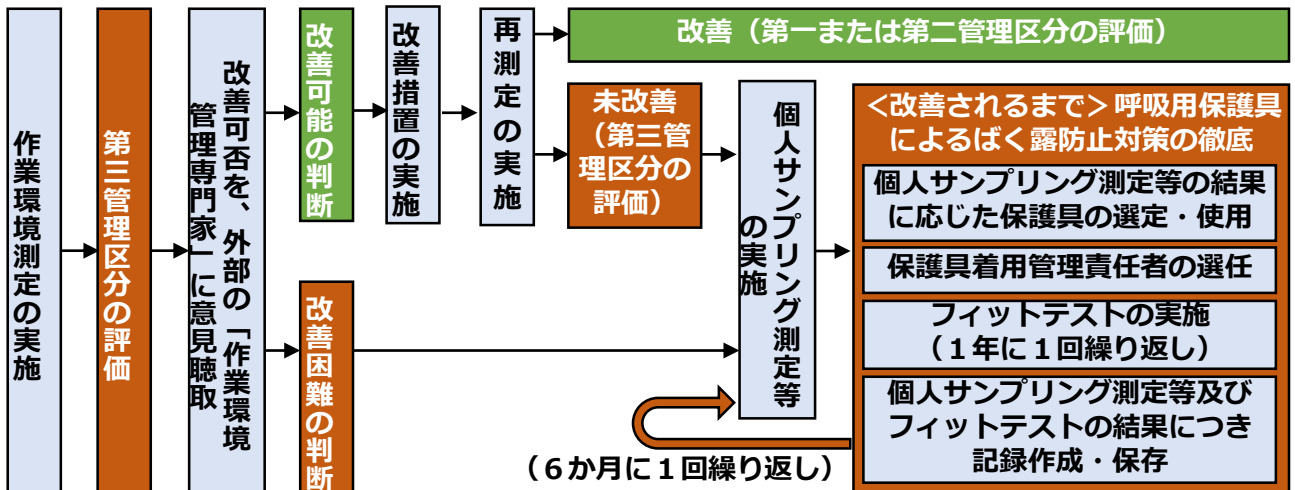 作業環境測定の実施
第三管理区分の評価
改善可否を、外部の「作業環境
管理専門家」に意見聴取
改善可能の判断
改善措置の実施
再測定の実施
改善（第一または第二管理区分の評価）
未改善
（第三管
理区分の
評価）
改善困難の判断
個人サンプリング測定等
の実施
（６か月に１回繰り返し）
＜改善されるまで＞呼吸用保護具
によるばく露防止対策の徹底
個人サンプリング測定等の結果
に応じた保護具の選定・使用
保護具着用管理責任者の選任
フィットテストの実施
（１年に１回繰り返し）
個人サンプリング測定等及び
フィットテストの結果につき
記録作成・保存